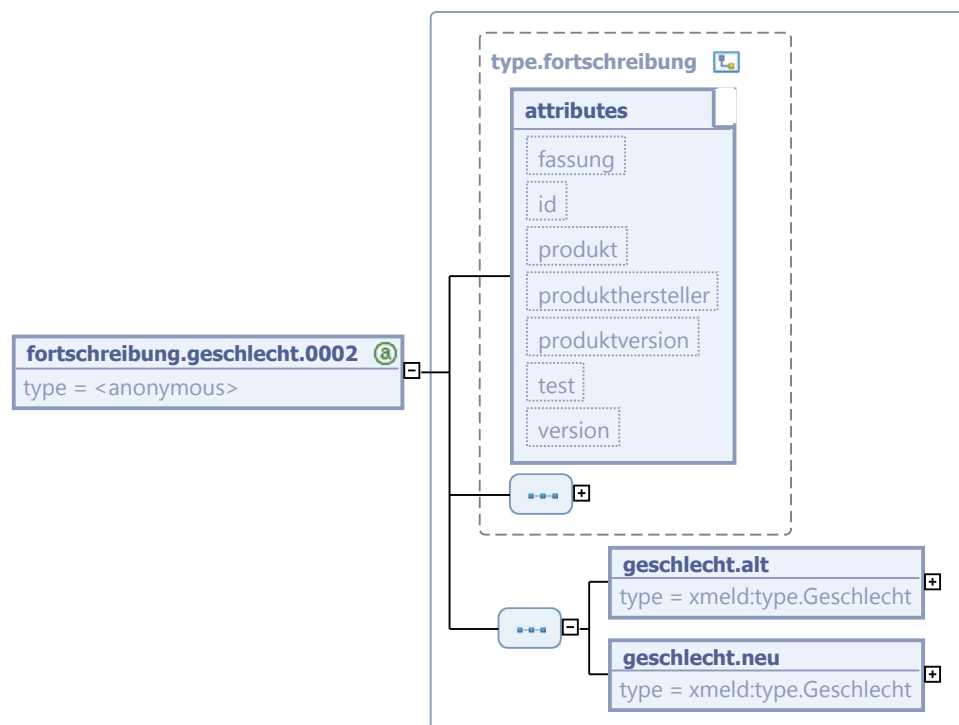 type.fortschreibung
attributes
fassung
id
produkt
produkthersteller
produktversion
test
version
fortschreibung.geschlecht.0002 a
type = <anonymous>
geschlecht.alt
type = xmeld:type.Geschlecht
geschlecht.neu
type = xmeld:type.Geschlecht